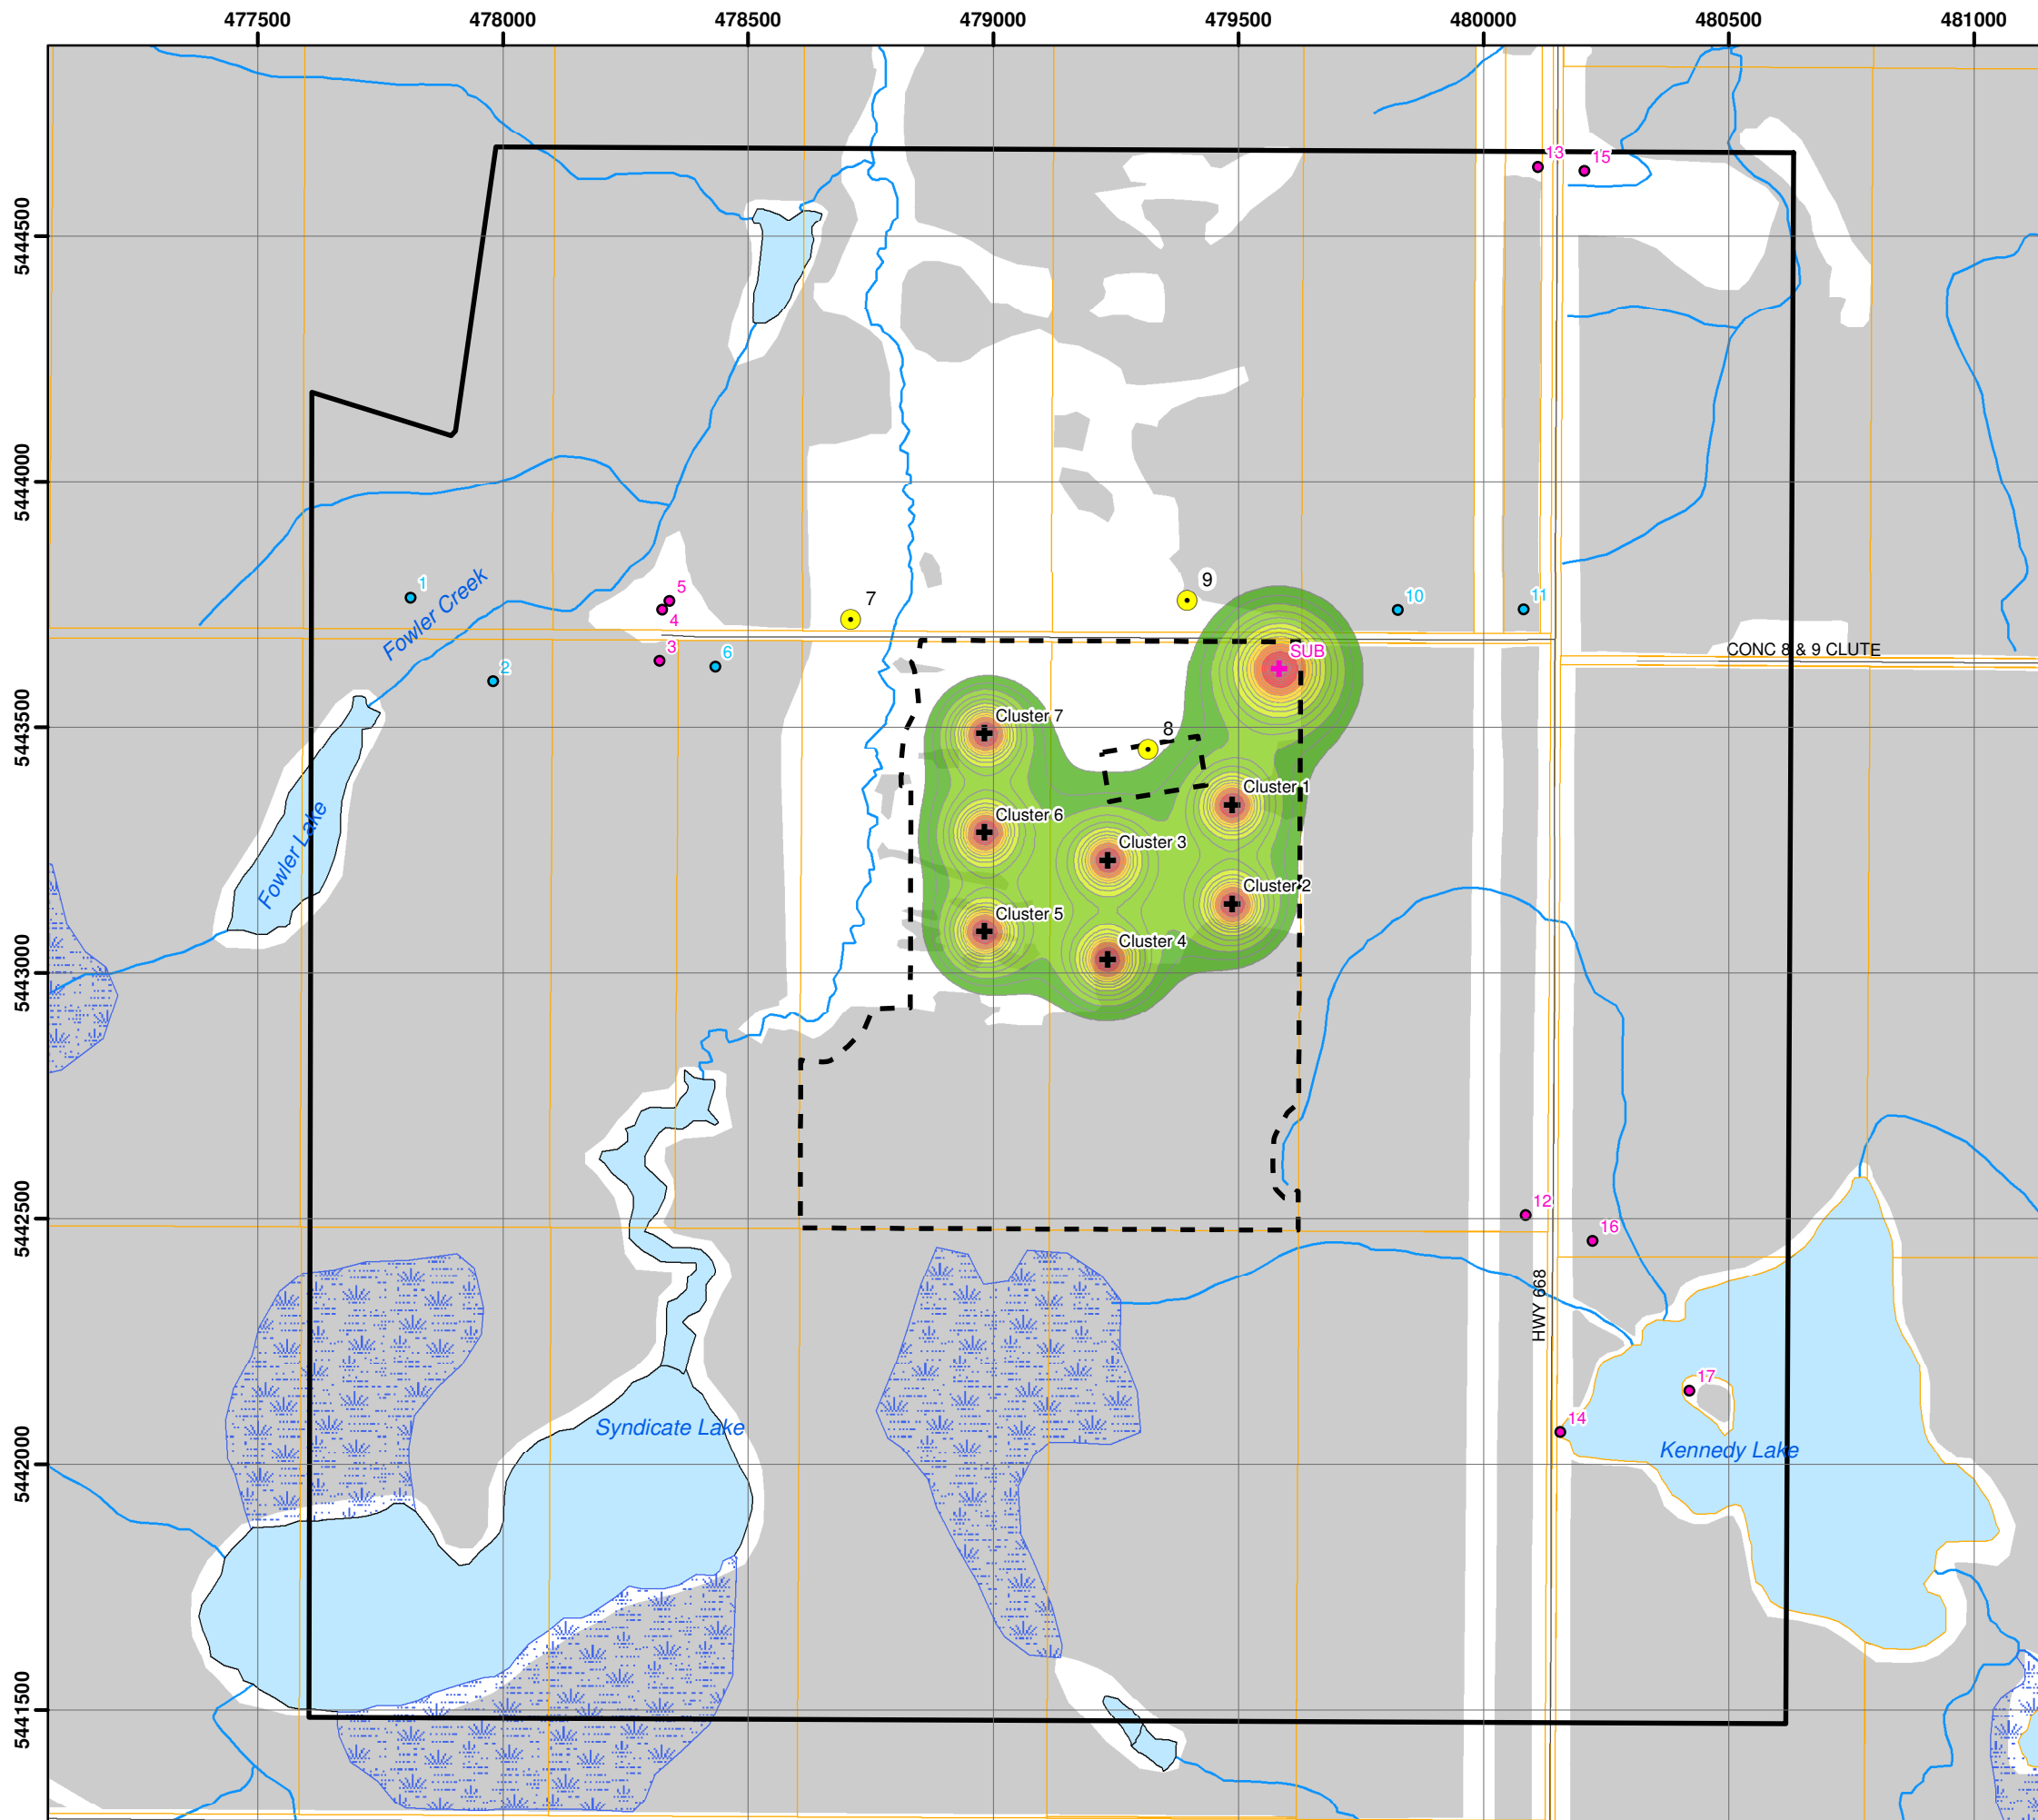 477500 478000 478500 479000 479500 480000 480500 481000
13 15
5444500
5444000
9
1 5 7 10 11
4
Fowler Creek
3 6 SUB CONC 8 & 9 CLUTE
2
5443500
Cluster 7 8
Cluster 1
Fowler Lake
Cluster 6
Cluster 3
Cluster 2
Cluster 5
Cluster 4
5443000
12
5442500
16
HWY 668
17
Syndicate Lake 14
Kennedy Lake
5442000
5441500